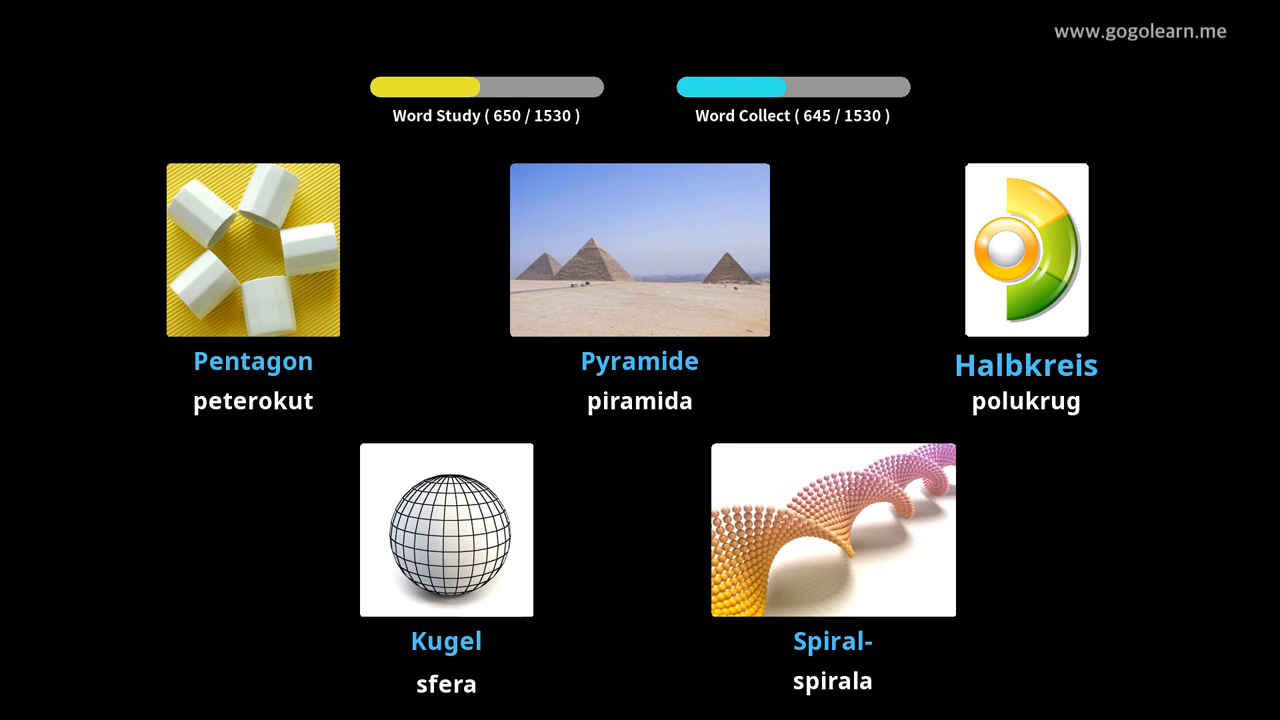 www.gogolearn.me
Word Study ( 650 / 1530 )
Word Collect ( 645 / 1530 )
Pentagon
Pyramide
Halbkreis
peterokut
piramida
polukrug
Kugel
Spiral-
sfera
spirala